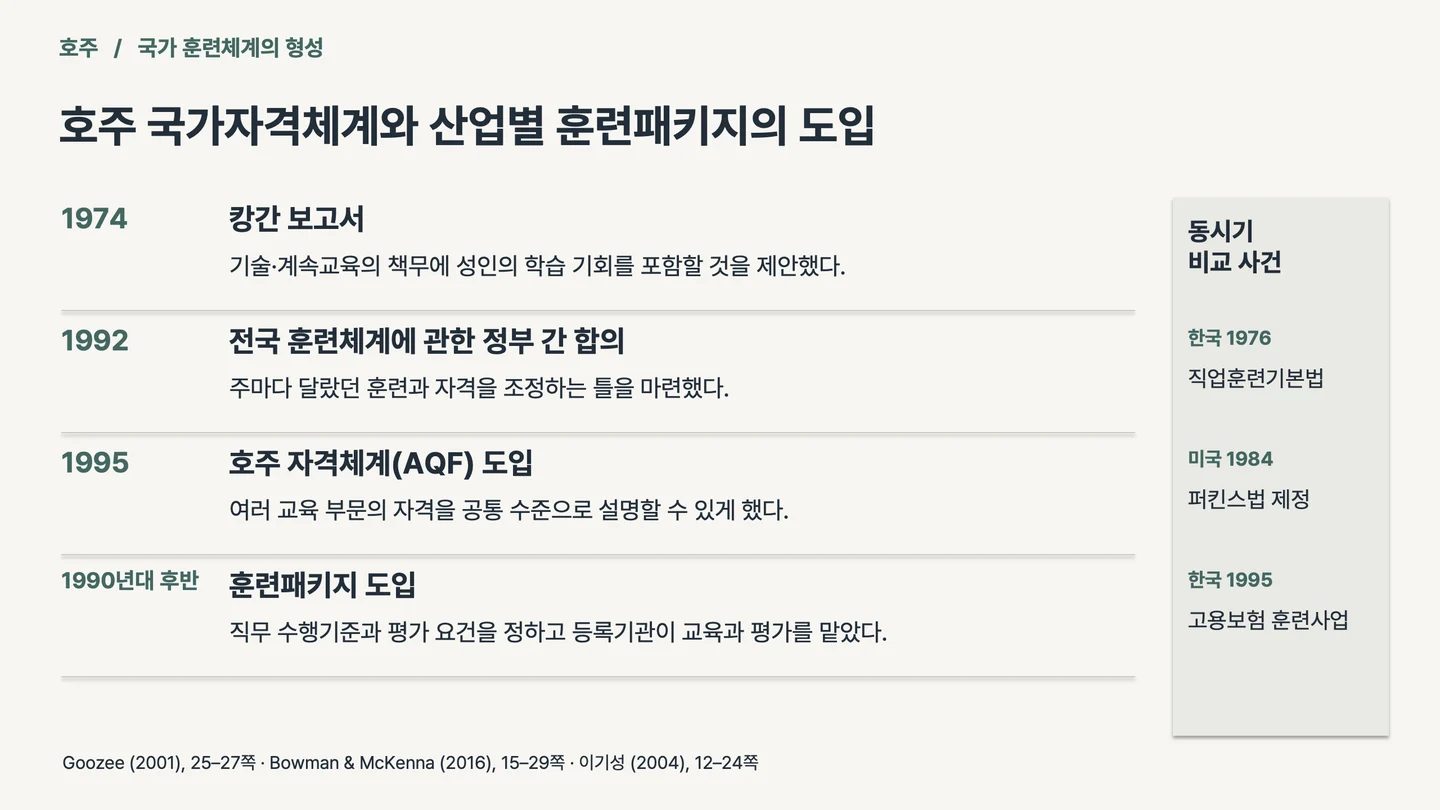 호주 / 국가 훈련체계의 형성
호주 국가자격체계와 산업별 훈련패키지의 도입
1974
캉간 보고서
기술·계속교육의 책무에 성인의 학습 기회를 포함할 것을 제안했다.
1992
전국 훈련체계에 관한 정부 간 합의
주마다 달랐던 훈련과 자격을 조정하는 틀을 마련했다.
1995
호주 자격체계(AQF) 도입
여러 교육 부문의 자격을 공통 수준으로 설명할 수 있게 했다.
1990년대 후반
훈련패키지 도입
직무 수행기준과 평가 요건을 정하고 등록기관이 교육과 평가를 맡았다.
동시기
비교 사건
한국 1976
직업훈련기본법
미국 1984
퍼킨스법 제정
한국 1995
고용보험 훈련사업
Goozee (2001), 25–27쪽 · Bowman & McKenna (2016), 15–29쪽 · 이기성 (2004), 12–24쪽